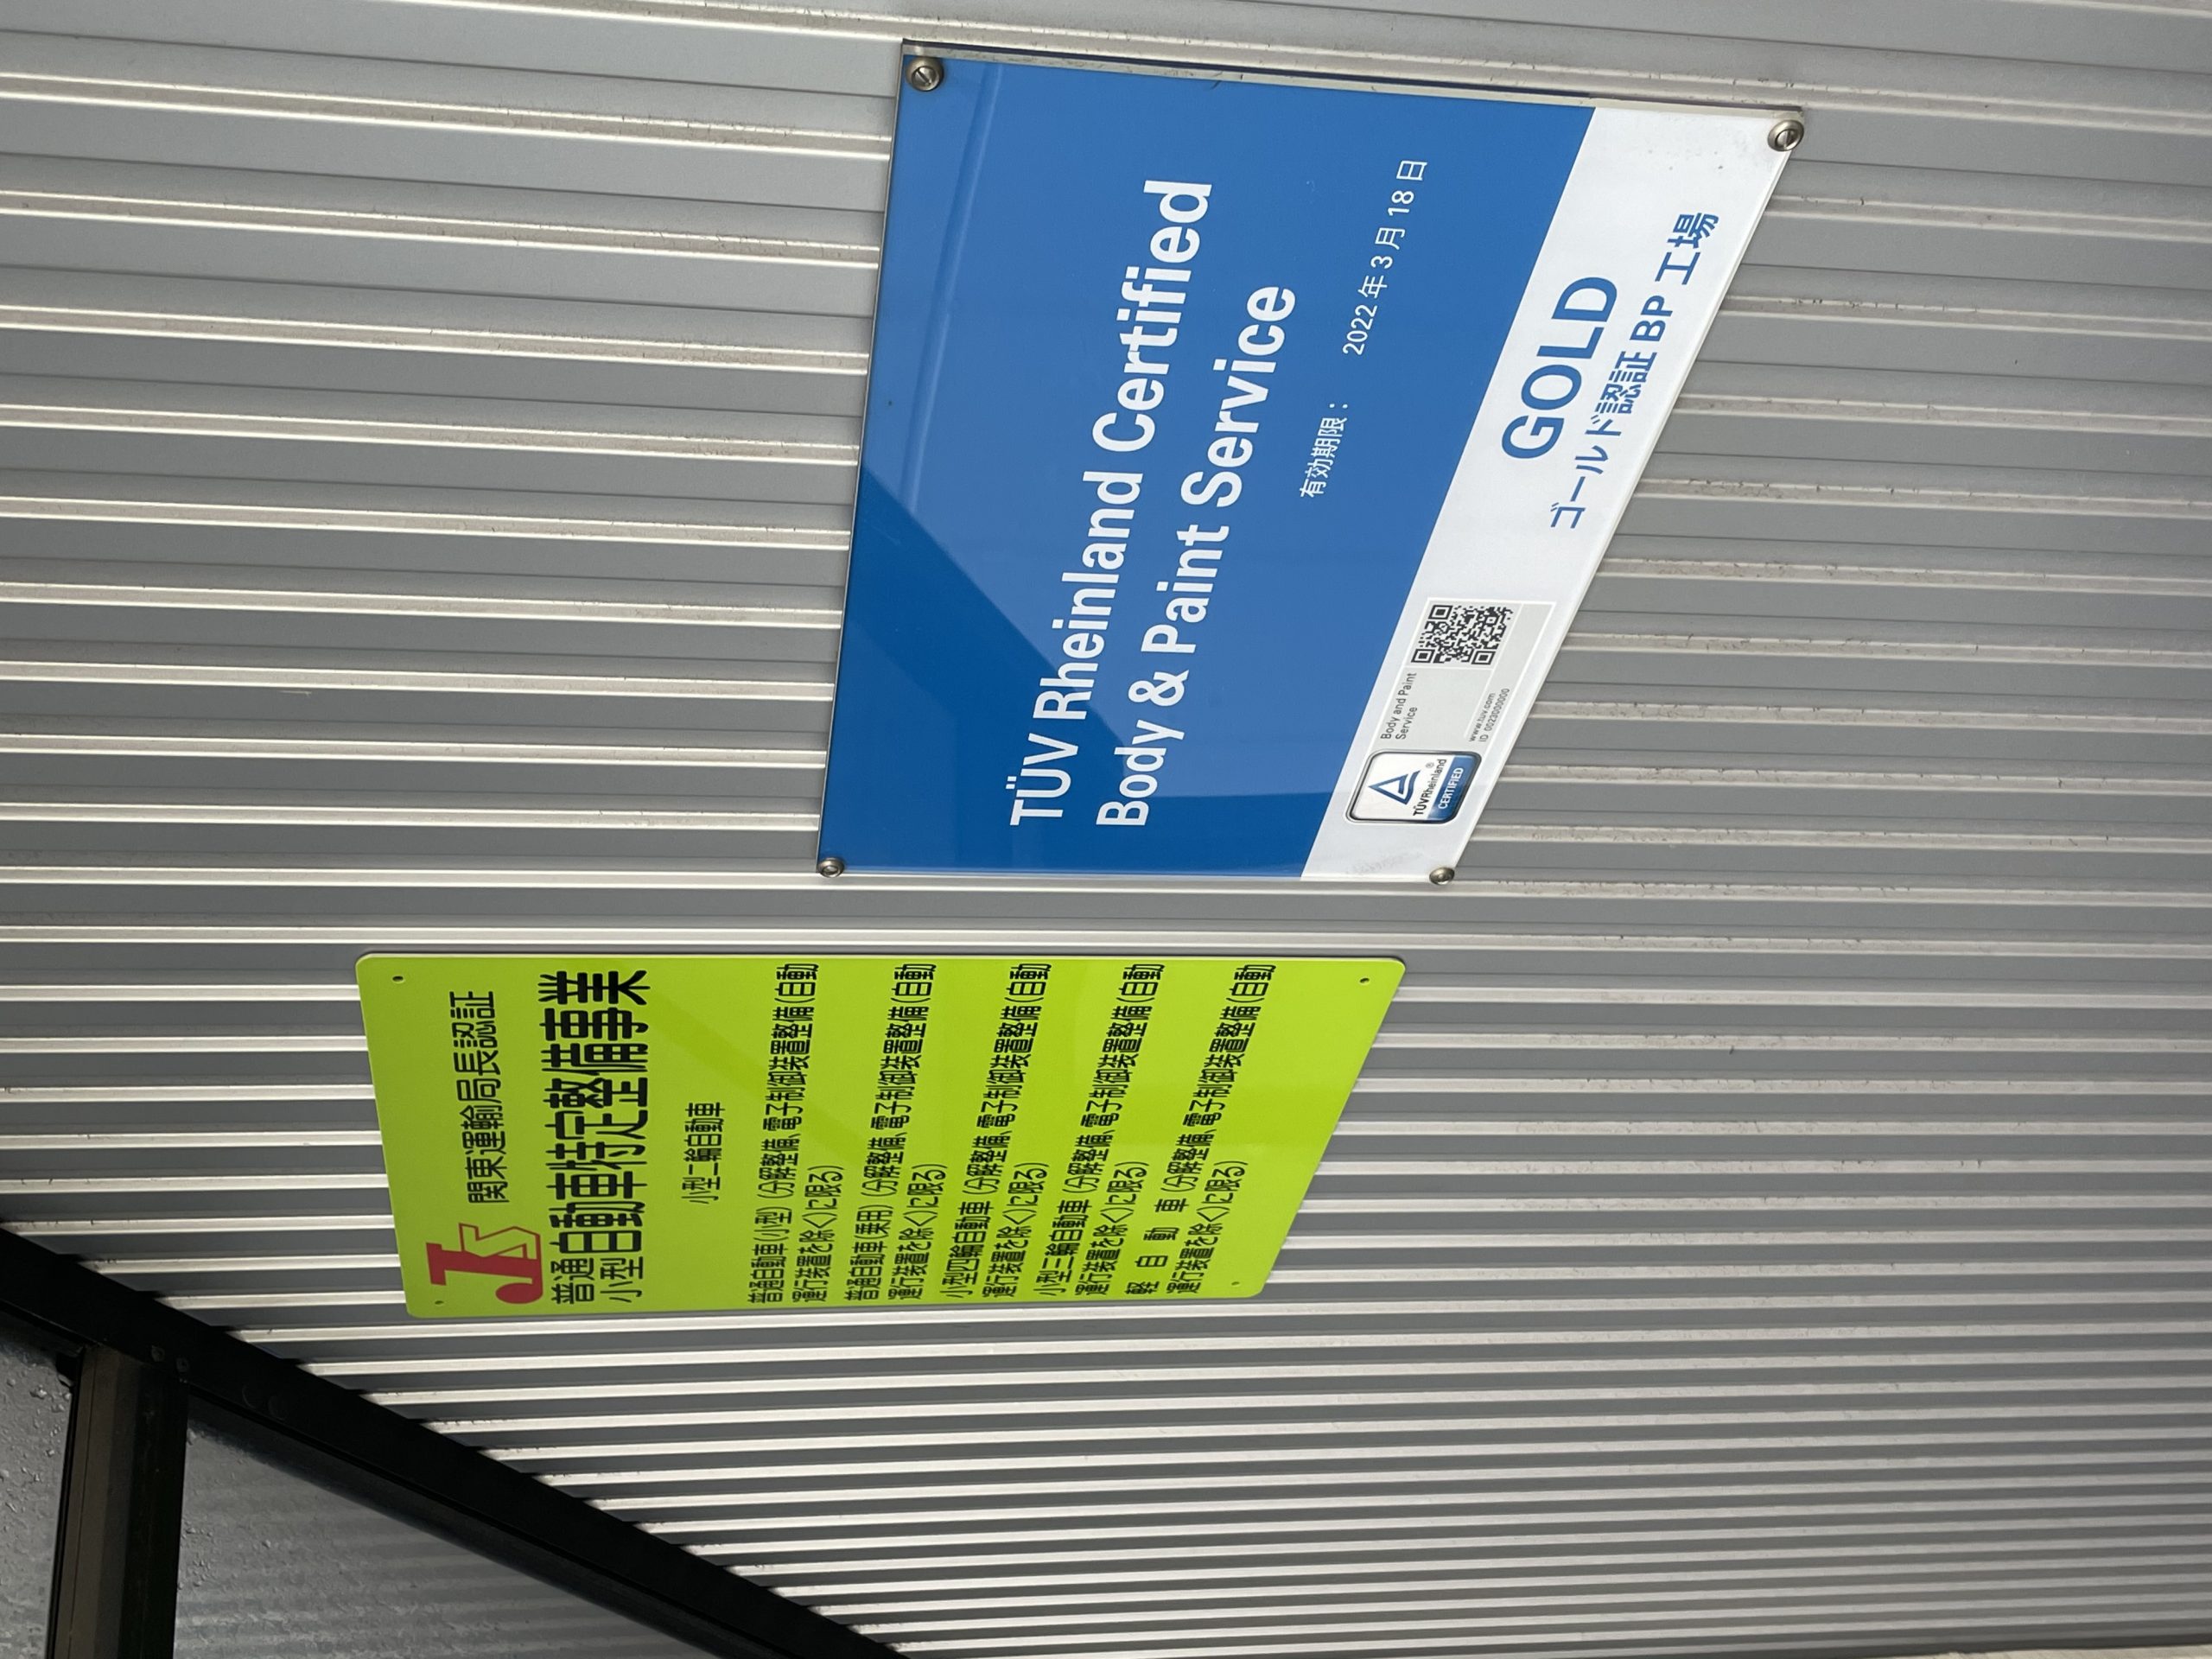 JS
関東運輸局長認証
普通自動車特定整備事業
小型
小型二輪自動車
普通自動車(小型) (分解整備、電子制御装置整備(自動
運行装置を除く)に限る)
普通自動車(乗用) (分解整備、電子制御装置整備(自動
運行装置を除く)に限る)
小型四輪自動車 (分解整備、電子制御装置整備(自動
運行装置を除く)に限る)
小型三輪自動車 (分解整備、電子制御装置整備(自動
運行装置を除く)に限る)
軽自動車 (分解整備、電子制御装置整備(自動
運行装置を除く)に限る)
TÜV Rheinland Certified
Body & Paint Service
有効期限： 2022年3月18日
TÜVRheinland®
CERTIFIED
Body and Paint
Service
www.tuv.com
ID 0023000000
GOLD
ゴールド認証 BP 工場